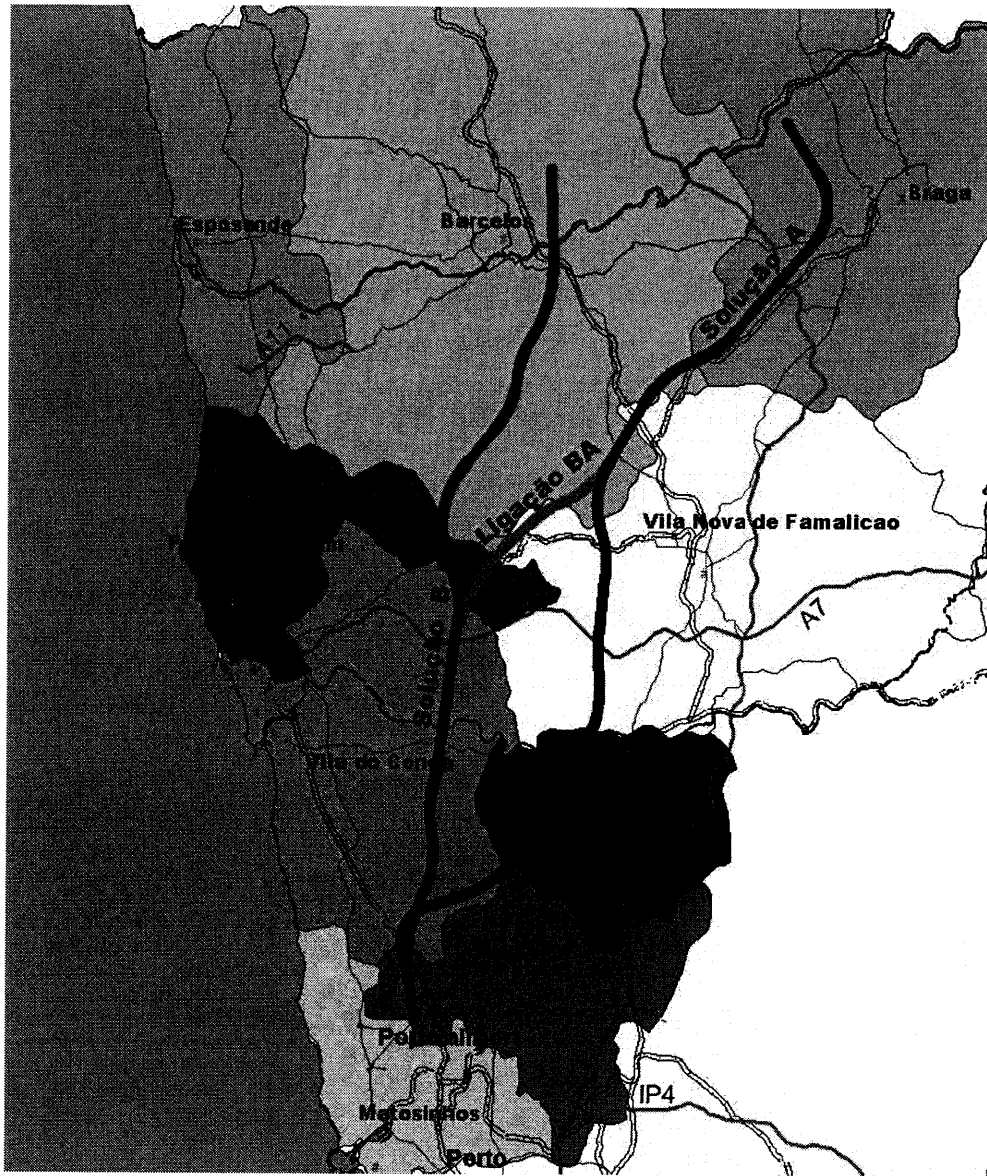 Braga
Esposende
Barcelos
Solução A
A11
Ligação BA
Vila Nova de Famalicao
Solução B
A7
Vila do Conde
IP4
Matosinhos
Porto